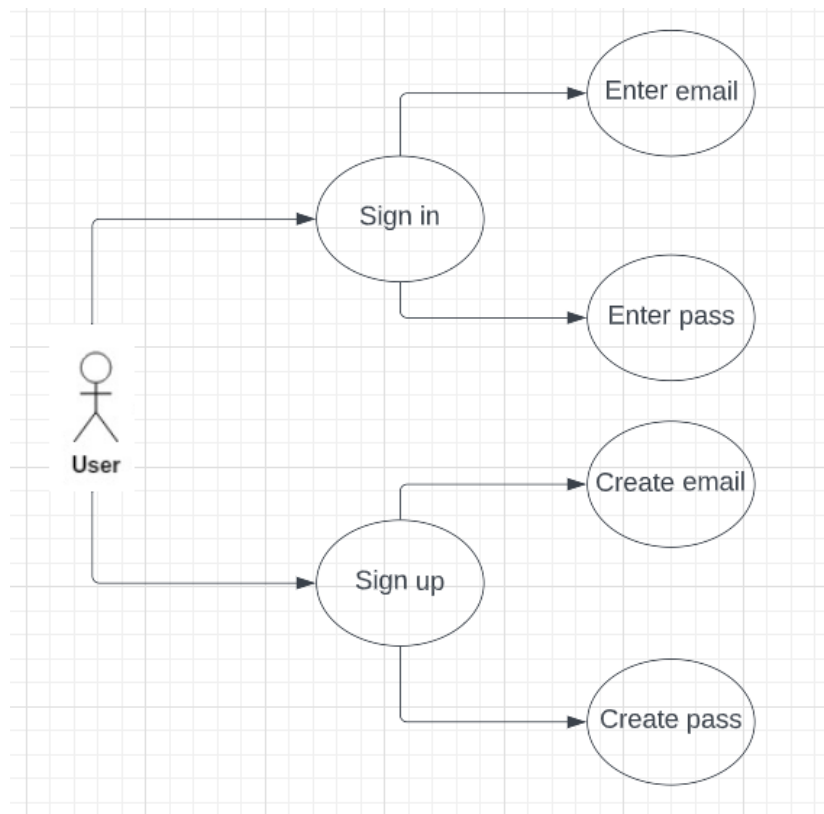 Enter email
Sign in
Enter pass
User
Create email
Sign up
Create pass